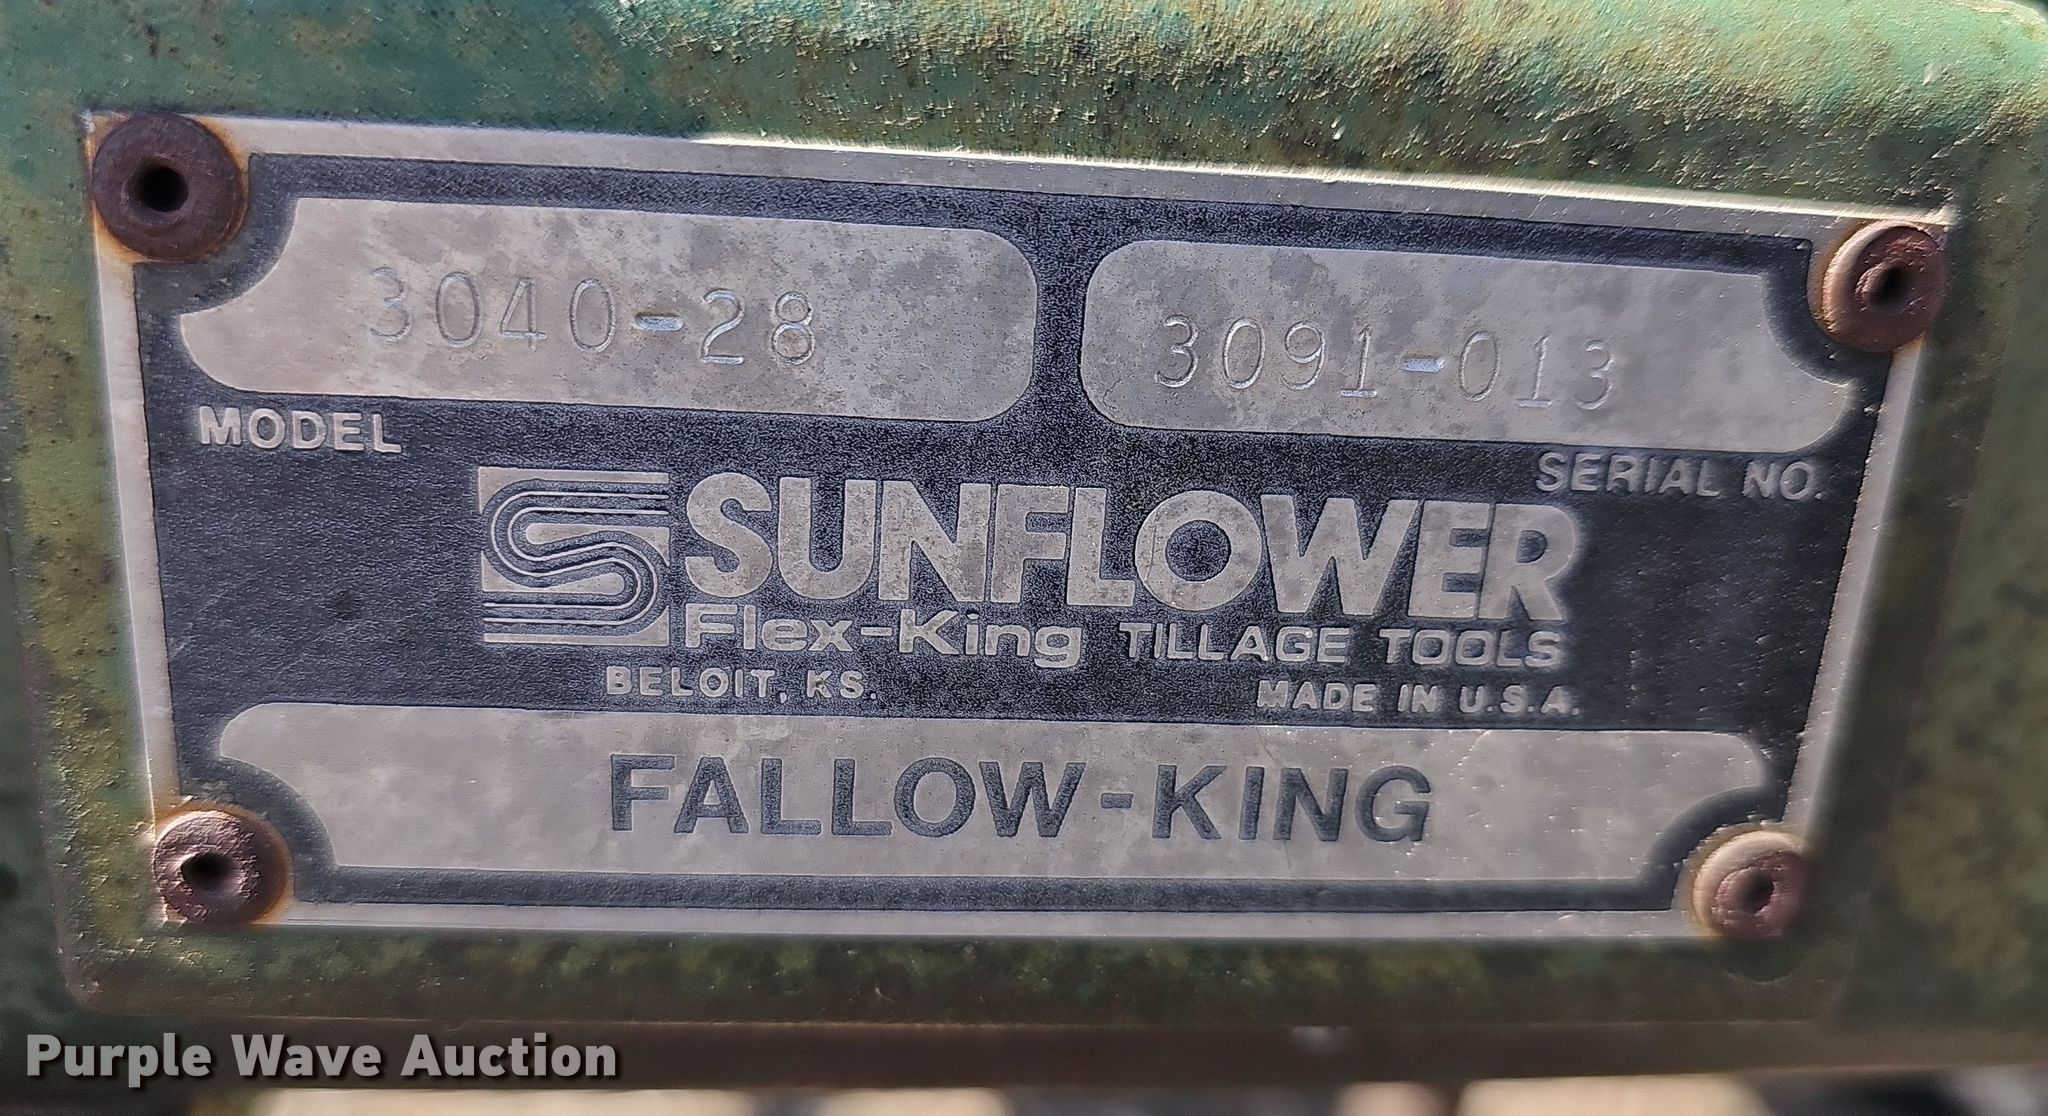 3040-28
3091-013
MODEL
SERIAL NO.
SUNFLOWER
Flex-King TILLAGE TOOLS
BELOIT, KS. MADE IN U.S.A.
FALLOW-KING
Purple Wave Auction